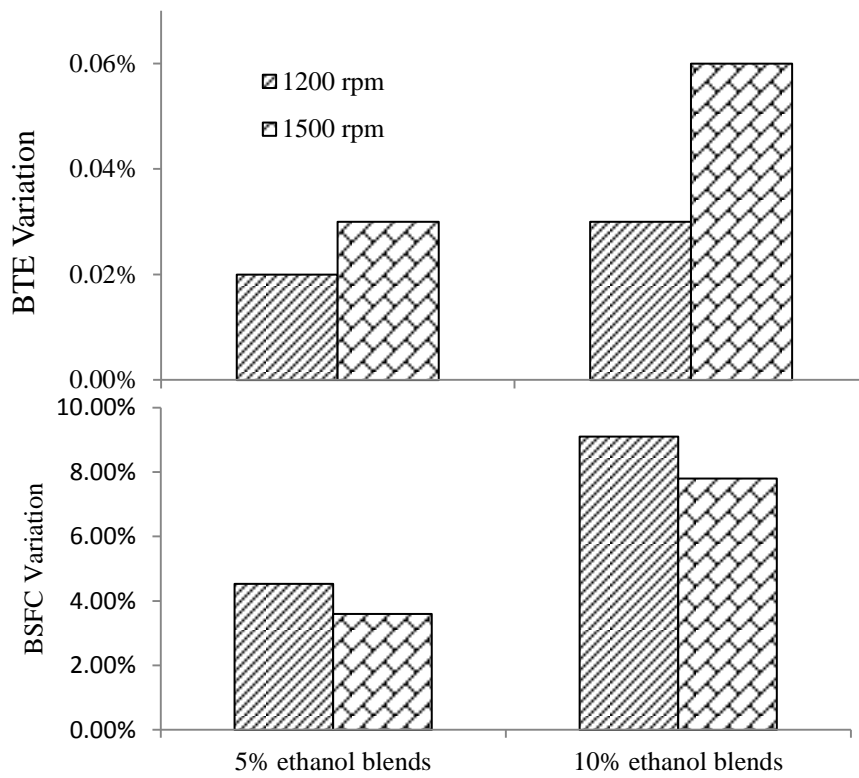 0.06%
0.04%
0.02%
0.00%
BTE Variation
1200 rpm
1500 rpm
10.00%
8.00%
6.00%
4.00%
2.00%
0.00%
BSFC Variation
5% ethanol blends
10% ethanol blends